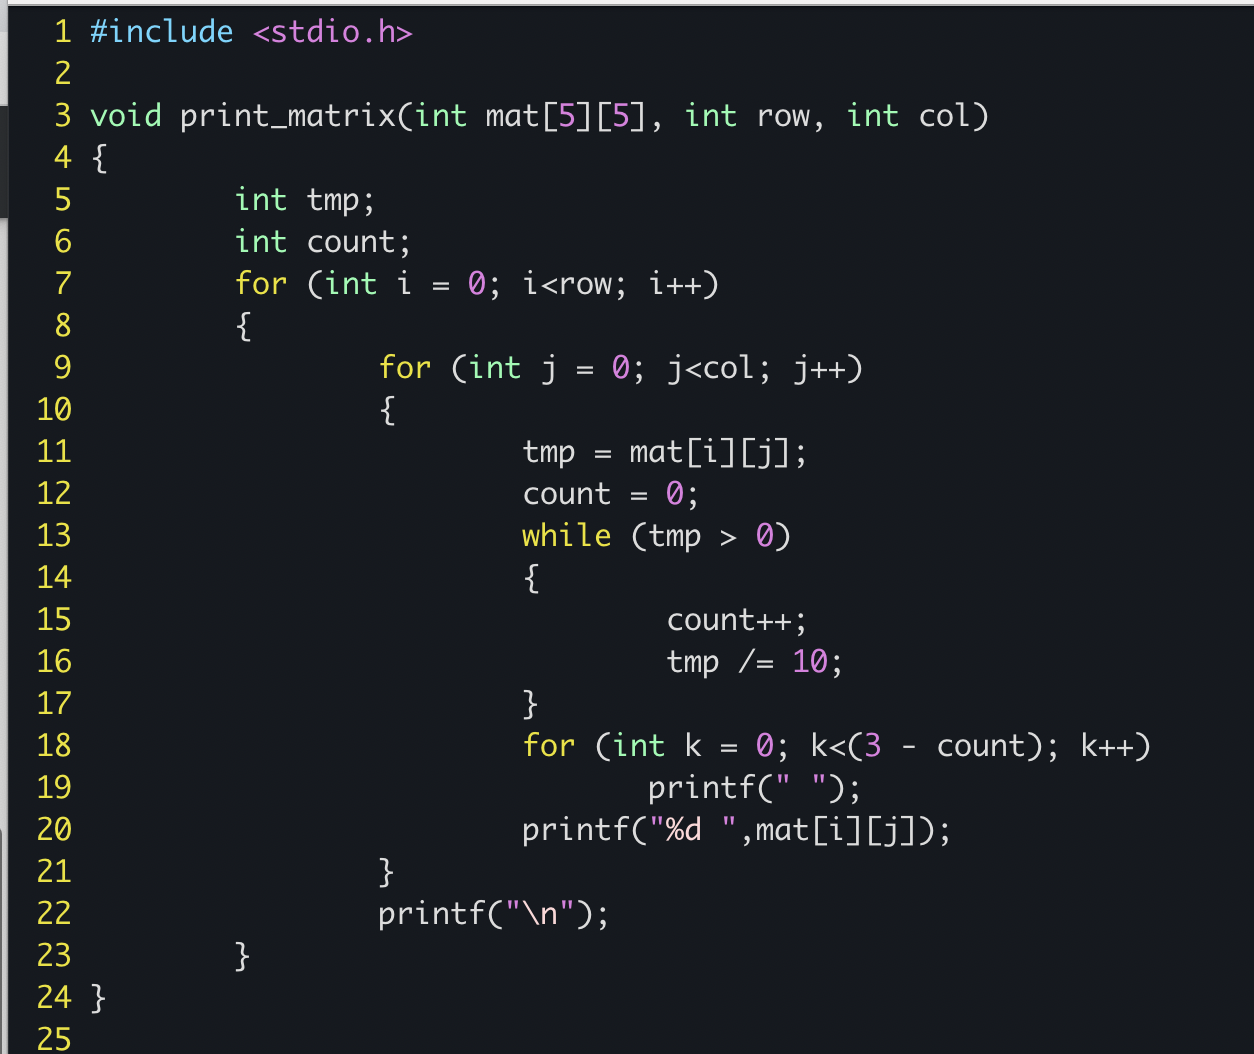 1 #include <stdio.h>
2
3 void print_matrix(int mat[5][5], int row, int col)
4 {
5         int tmp;
6         int count;
7         for (int i = 0; i<row; i++)
8         {
9                 for (int j = 0; j<col; j++)
10                 {
11                         tmp = mat[i][j];
12                         count = 0;
13                         while (tmp > 0)
14                         {
15                                 count++;
16                                 tmp /= 10;
17                         }
18                         for (int k = 0; k<(3 - count); k++)
19                                printf(" ");
20                         printf("%d ",mat[i][j]);
21                 }
22                 printf("\n");
23         }
24 }
25